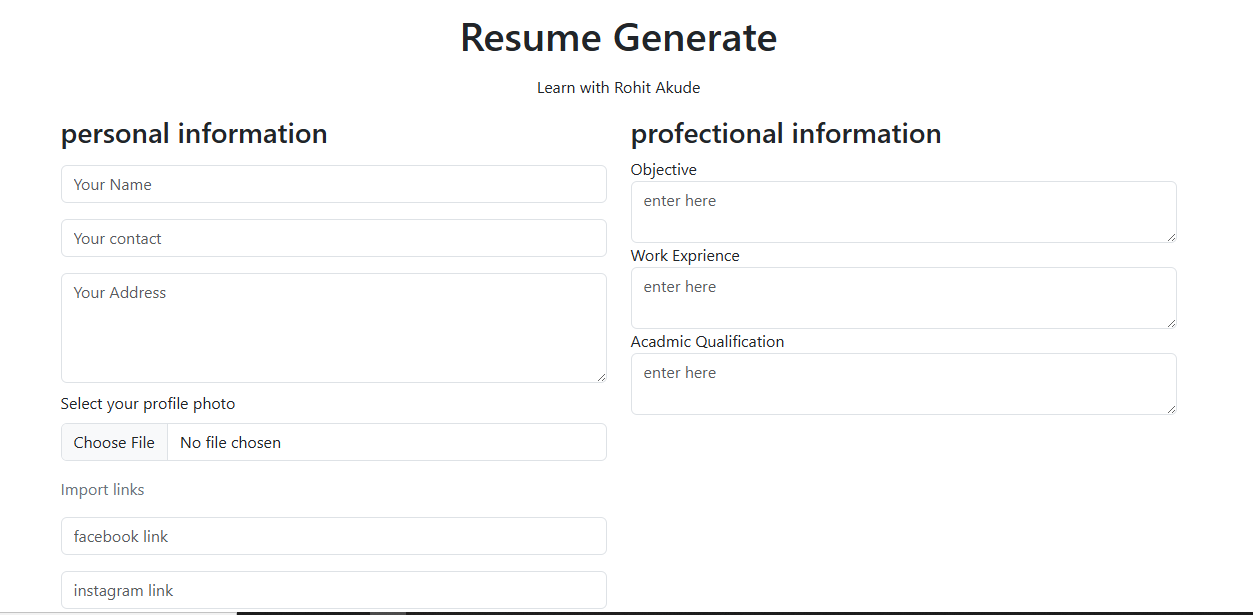 Resume Generate
Learn with Rohit Akude
personal information
Your Name
Your contact
Your Address
Select your profile photo
Choose File No file chosen
Import links
facebook link
instagram link
profectional information
Objective
enter here
Work Exprience
enter here
Acadmic Qualification
enter here